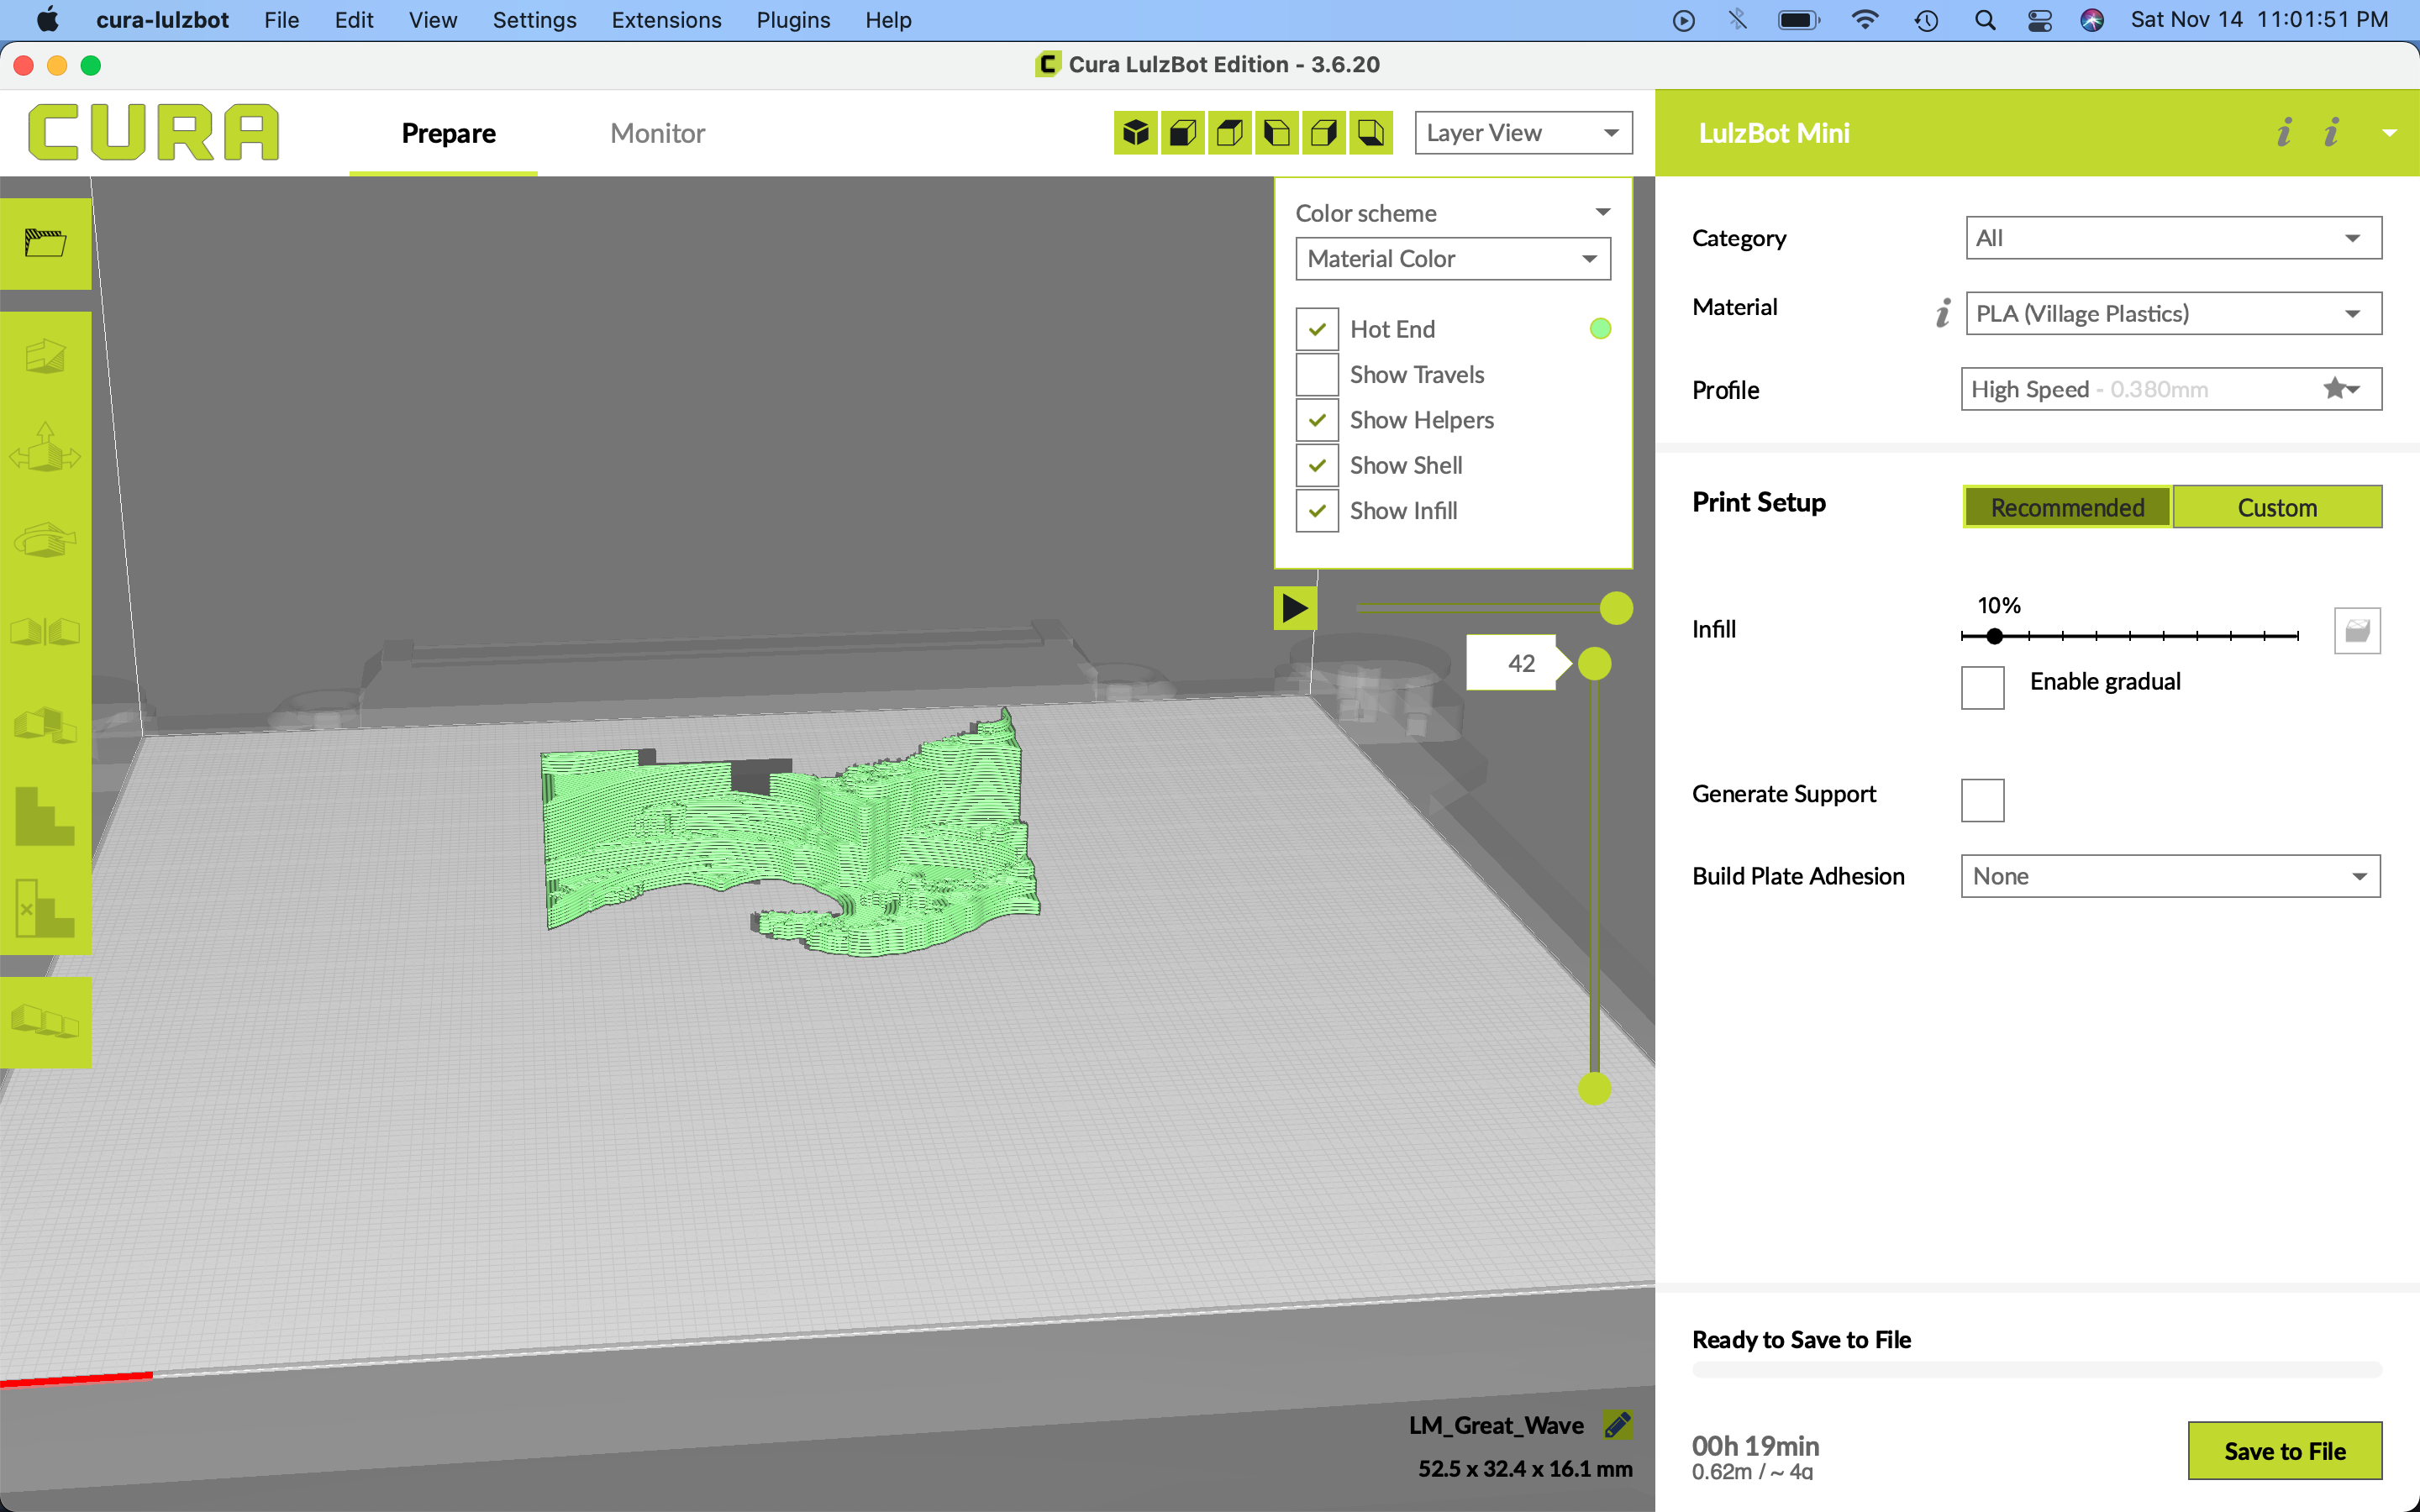 cura-lulzbot File Edit View Settings Extensions Plugins Help Sat Nov 14 11:01:51 PM
Cura LulzBot Edition - 3.6.20
CURA Prepare Monitor Layer View LulzBot Mini
Color scheme
Material Color
Hot End
Show Travels
Show Helpers
Show Shell
Show Infill
42
Category All
Material PLA (Village Plastics)
Profile High Speed - 0.380mm
Print Setup Recommended Custom
10%
Infill
Enable gradual
Generate Support
Build Plate Adhesion None
Ready to Save to File
LM_Great_Wave
52.5 x 32.4 x 16.1 mm
00h 19min
0.62m / ~ 4g
Save to File